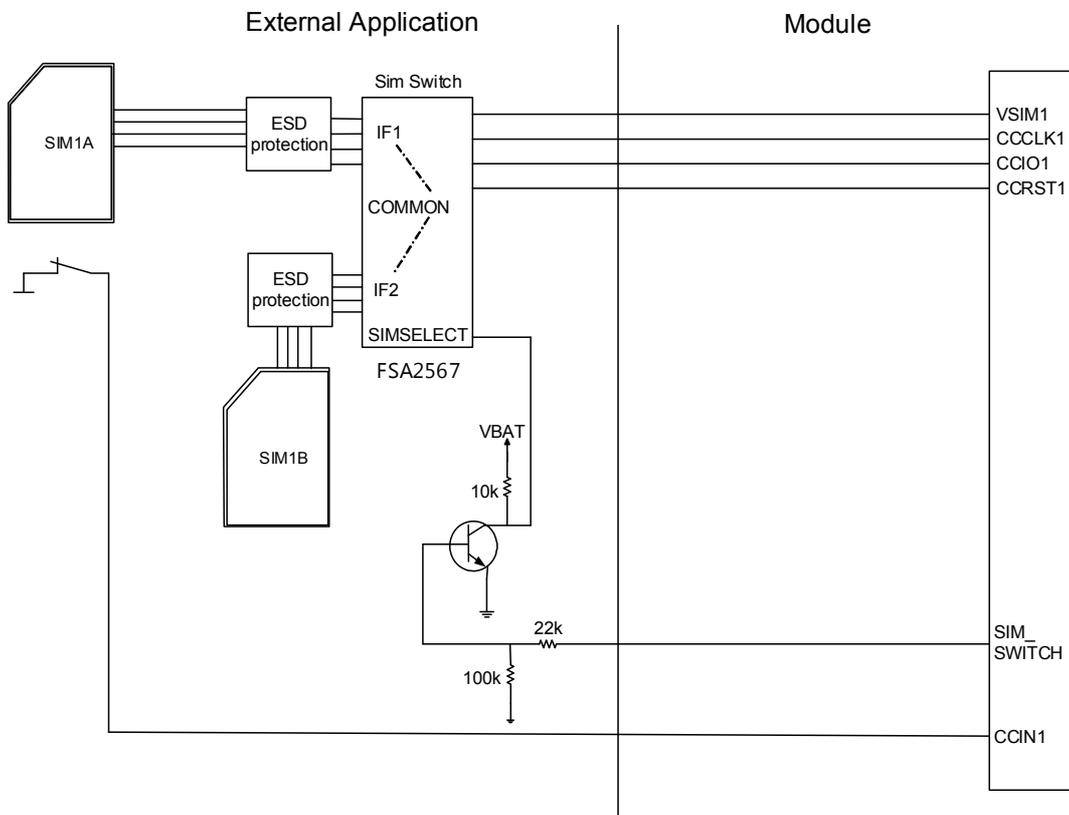 External Application
Module
Sim Switch
SIM1A
ESD
protection
IF1
COMMON
IF2
SIMSELECT
FSA2567
ESD
protection
SIM1B
VSIM1
CCCLK1
CCIO1
CCRST1
VBAT
10k
22k
100k
SIM_
SWITCH
CCIN1